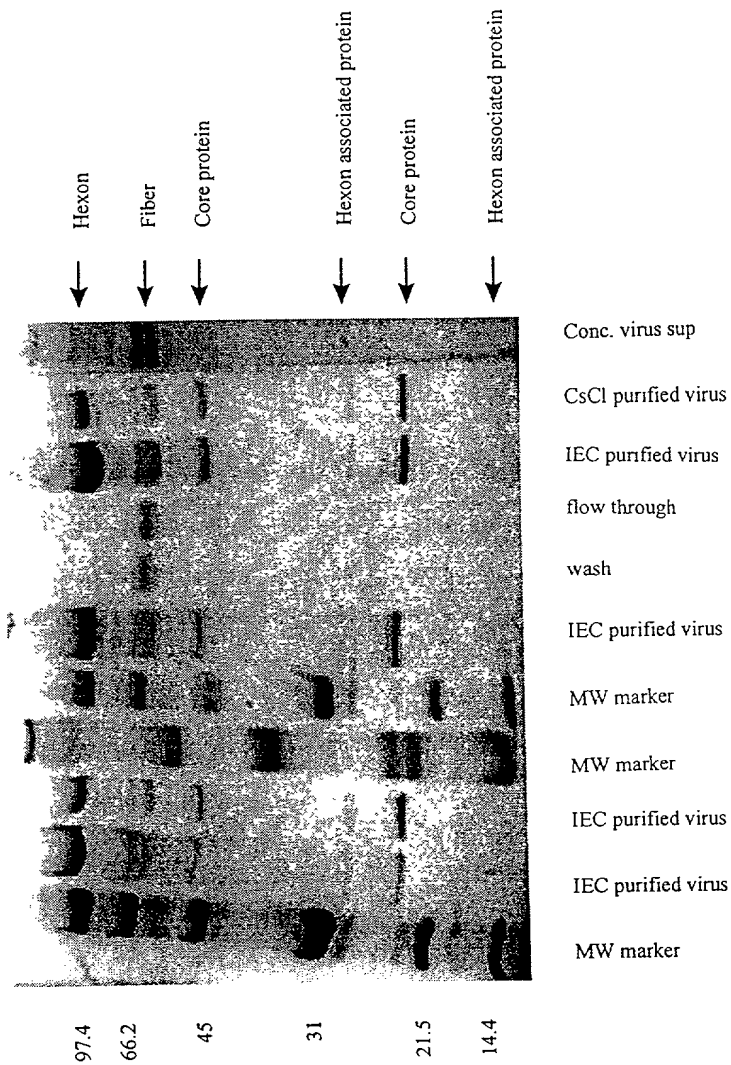 Hexon
Fiber
Core protein
Hexon associated protein
Core protein
Hexon associated protein
Conc. virus sup
CsCl purified virus
IEC purified virus
flow through
wash
IEC purified virus
MW marker
MW marker
IEC purified virus
IEC purified virus
MW marker
97.4
66.2
45
31
21.5
14.4